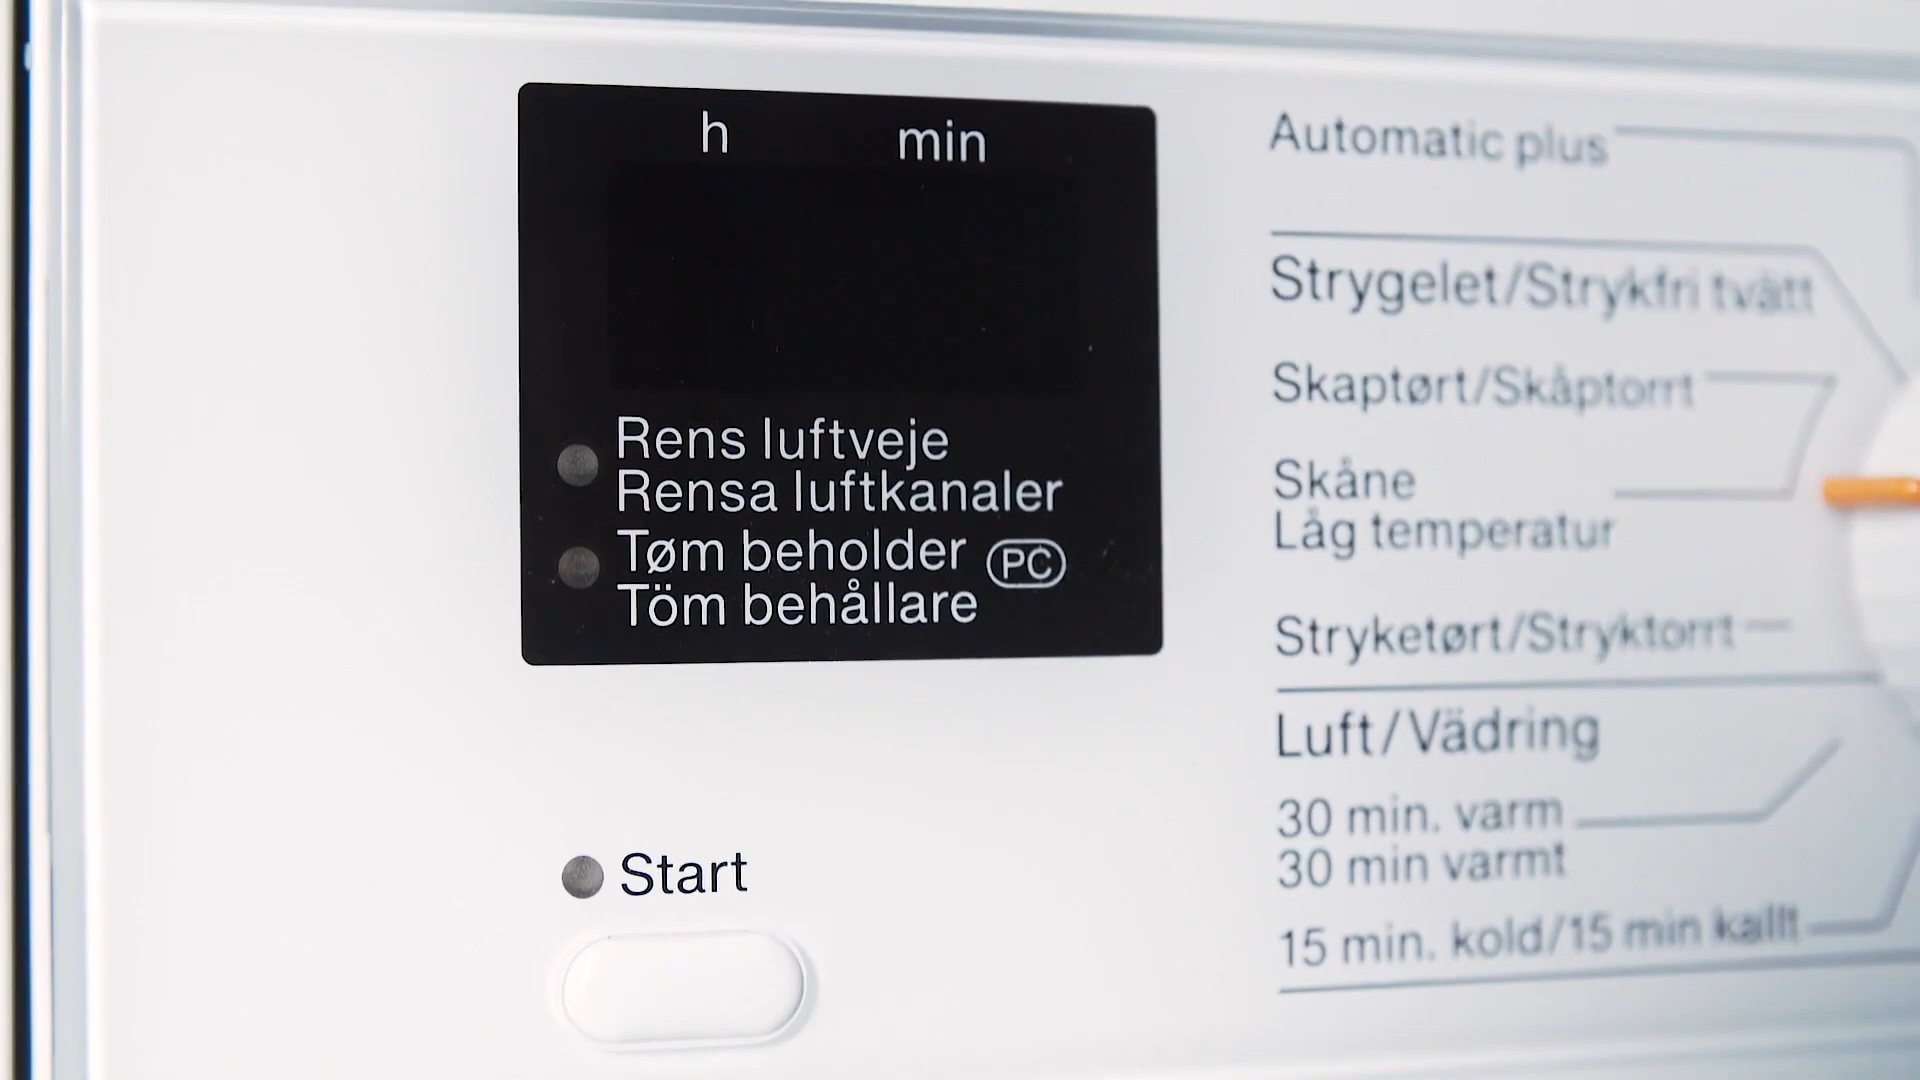 h min
Rens luftveje
Rensa luftkanaler
Tøm beholder PC
Töm behållare
Start
Automatic plus
Strygelet/Strykfri tvätt
Skaptørt/Skåptorrt
Skåne
Låg temperatur
Stryketørt/Stryktorrt
Luft/Vädring
30 min. varm
30 min varmt
15 min. kold/15 min kallt